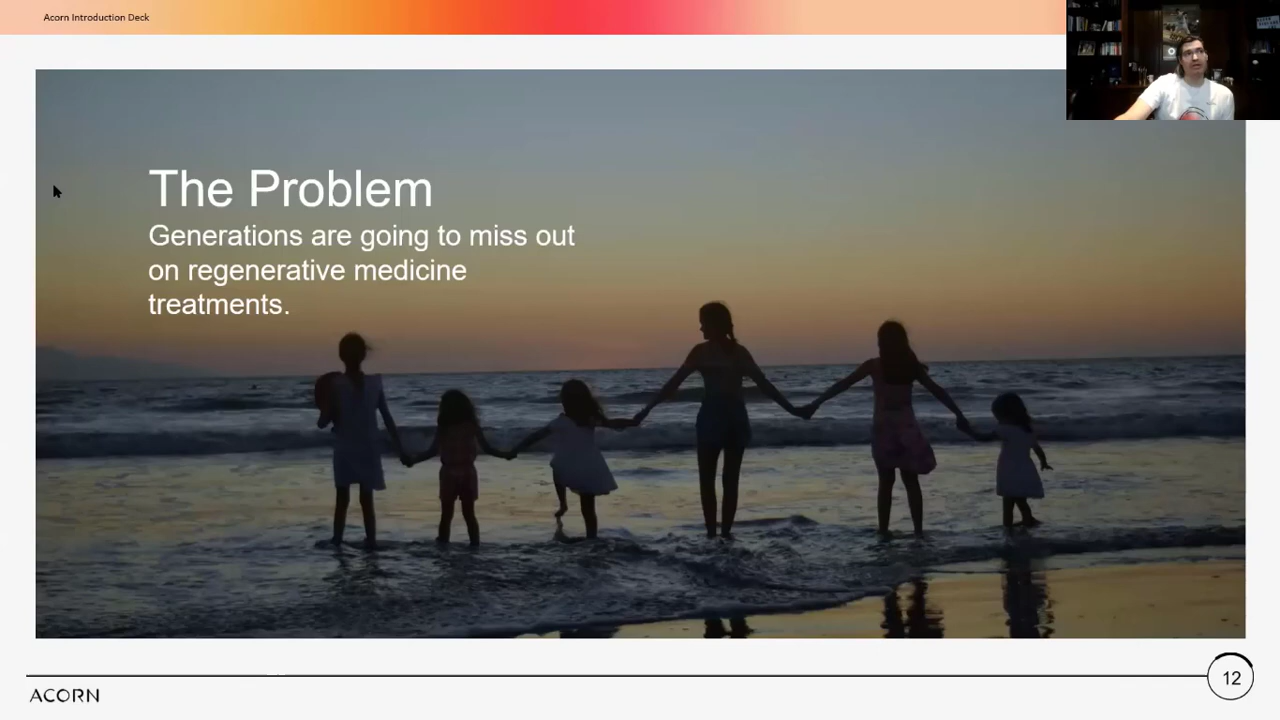 Acorn Introduction Deck
The Problem
Generations are going to miss out
on regenerative medicine
treatments.
ACORN
12